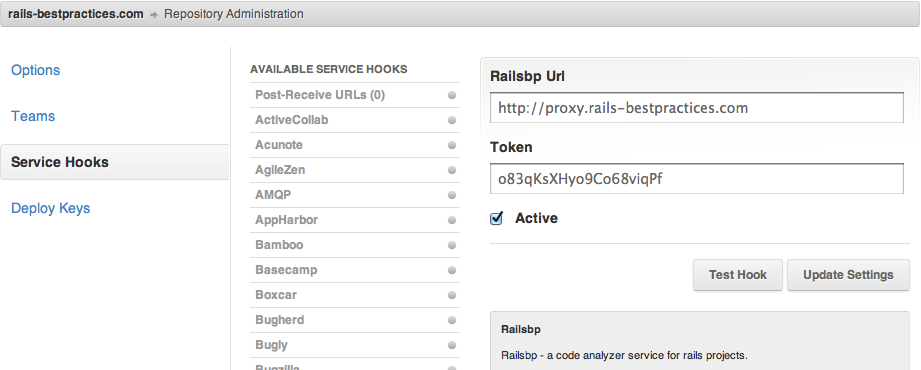 rails-bestpractices.com → Repository Administration
Options
Teams
Service Hooks
Deploy Keys
AVAILABLE SERVICE HOOKS
Post-Receive URLs (0)
ActiveCollab
Acunote
AgileZen
AMQP
AppHarbor
Bamboo
Basecamp
Boxcar
Bugherd
Bugly
Bugzilla
Railsbp Url
http://proxy.rails-bestpractices.com
Token
o83qKsXHyo9Co68viqPf
Active
Test Hook
Update Settings
Railsbp
Railsbp - a code analyzer service for rails projects.